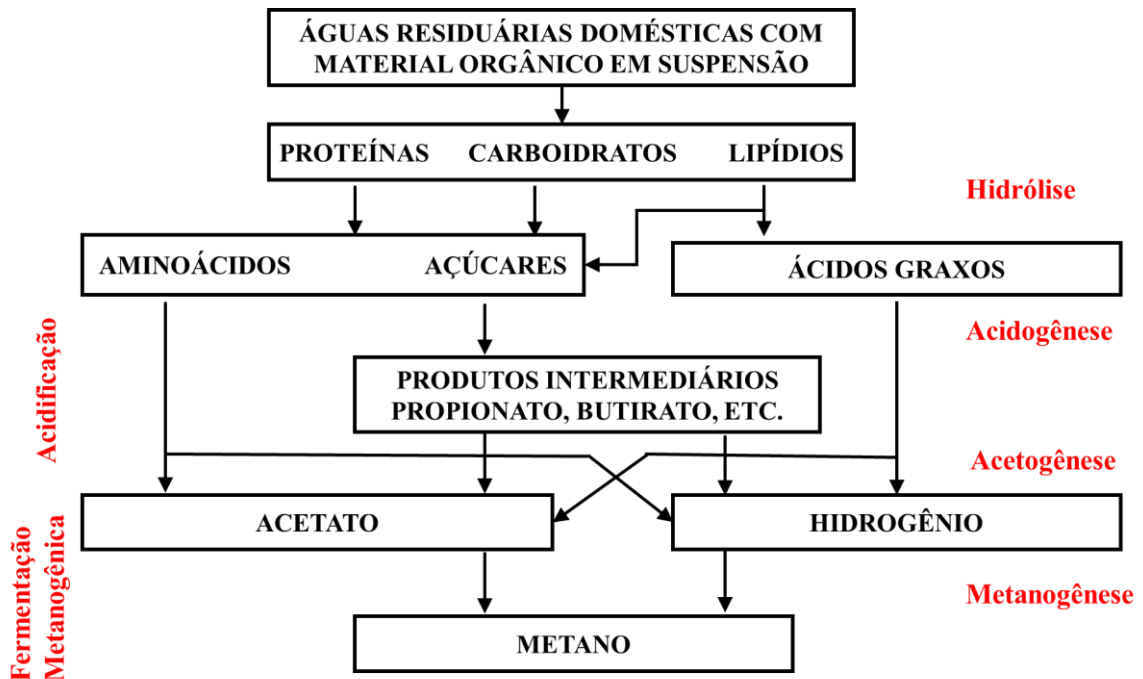 ÁGUAS RESIDUÁRIAS DOMÉSTICAS COM
MATERIAL ORGÂNICO EM SUSPENSÃO
PROTEÍNAS CARBOIDRATOS LIPÍDIOS
Hidrólise
AMINOÁCIDOS AÇÚCARES
ÁCIDOS GRAXOS
Acidogênese
Acidificação
PRODUTOS INTERMEDIÁRIOS
PROPIONATO, BUTIRATO, ETC.
Acetogênese
ACETATO
HIDROGÊNIO
Fermentação
Metanogênica
Metanogênese
METANO